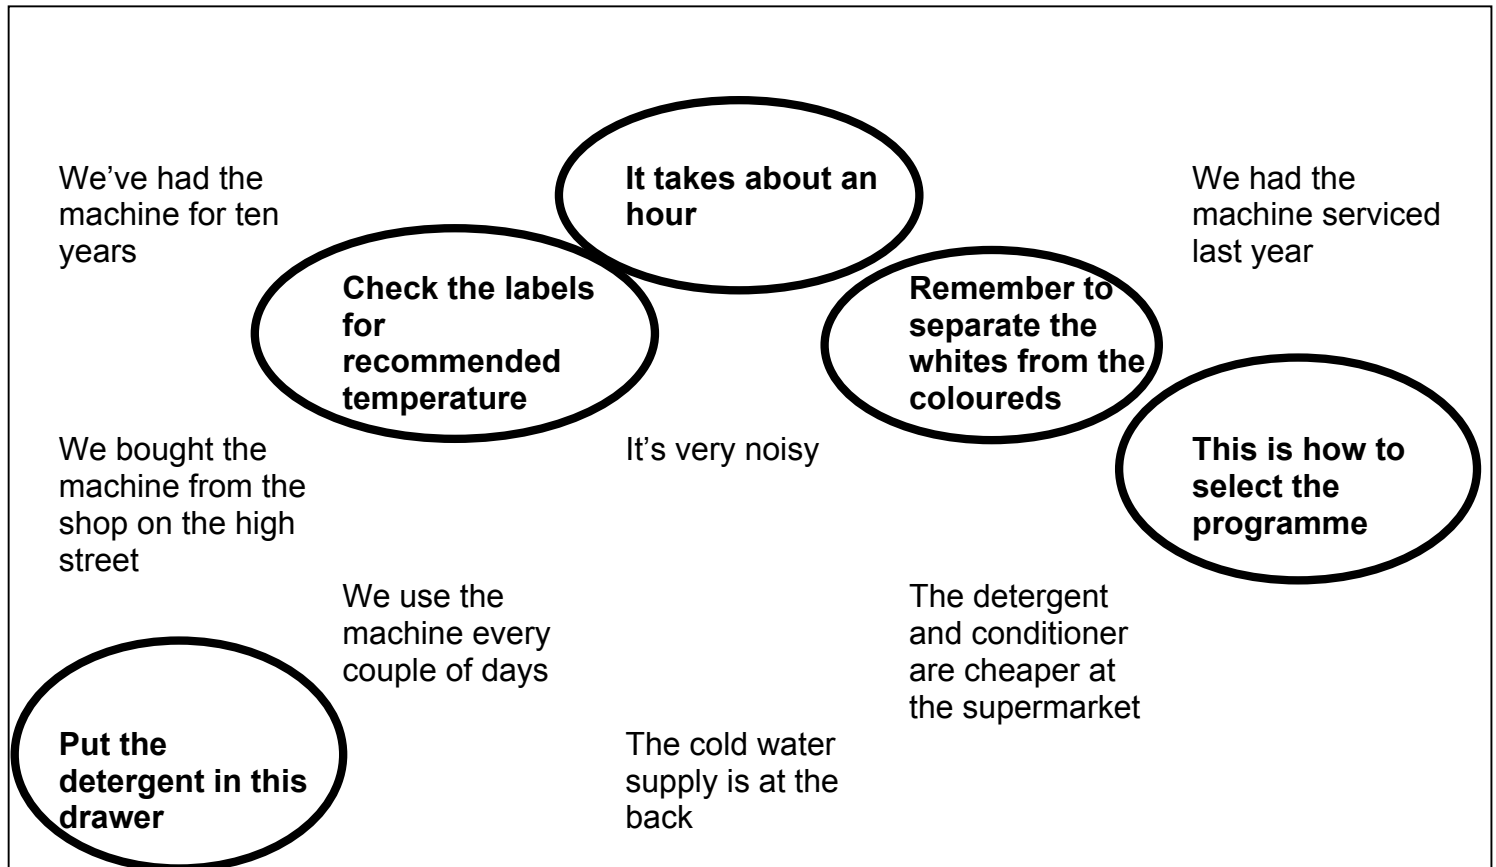 We've had the
machine for ten
years
It takes about an
hour
We had the
machine serviced
last year
Check the labels
for
recommended
temperature
Remember to
separate the
whites from the
coloureds
We bought the
machine from the
shop on the high
street
It's very noisy
This is how to
select the
programme
We use the
machine every
couple of days
The detergent
and conditioner
are cheaper at
the supermarket
Put the
detergent in this
drawer
The cold water
supply is at the
back